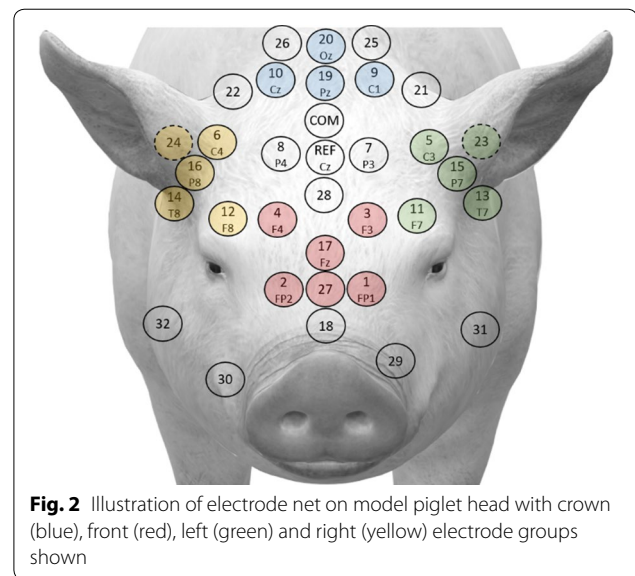 26 20 25
Oz
10 19 9
Cz Pz C1
22 21
COM
24 6 8 REF 7 5 23
C4 P4 Cz P3 C3
16 15
P8 P7
14 28 13
T8 T7
12 4 3 11
F8 F4 F3 F7
17
Fz
2 27 1
FP2 FP1
32 18 31
30 29
Fig. 2 Illustration of electrode net on model piglet head with crown
(blue), front (red), left (green) and right (yellow) electrode groups
shown